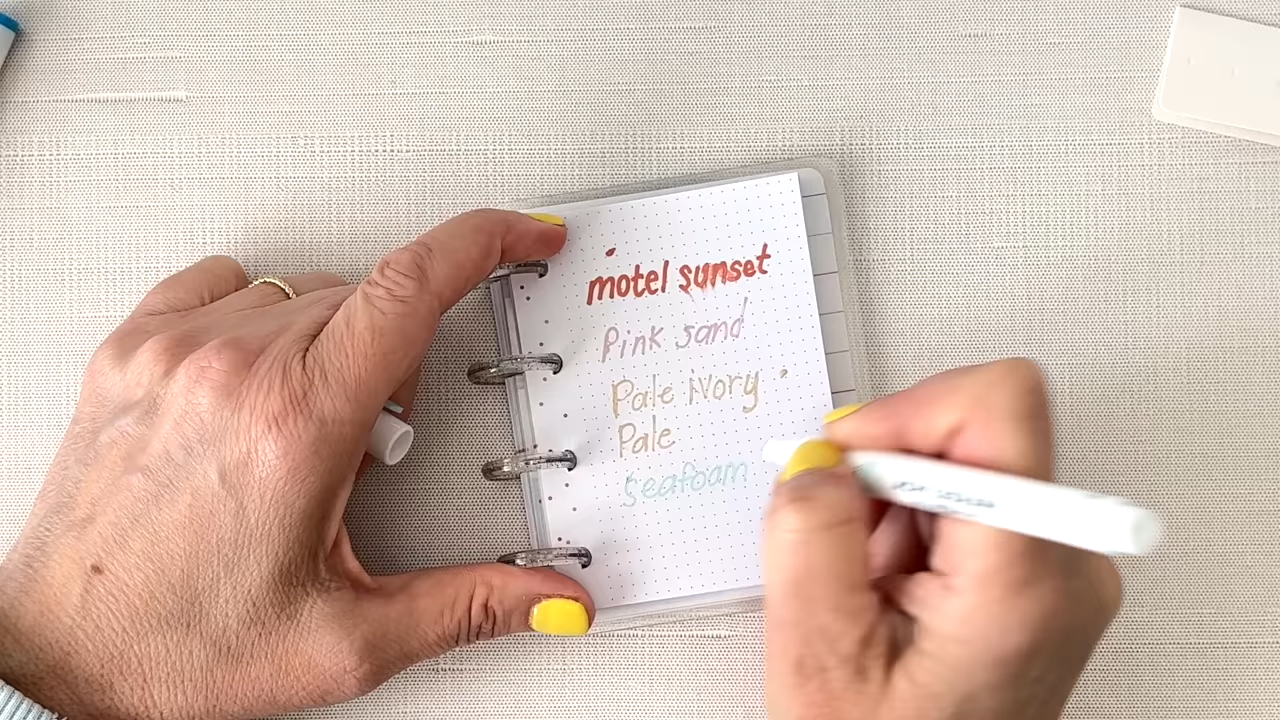 motel sunset
Pink sand
Pale ivory
Pale
Seafoam